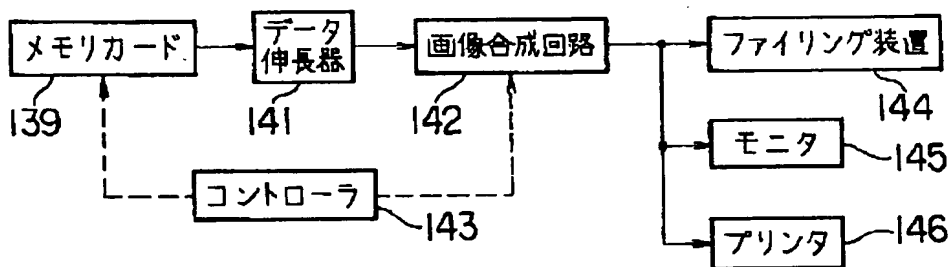 メモリカード
139
データ
伸長器
141
画像合成回路
142
ファイリング装置
144
モニタ
145
コントローラ
143
プリンタ
146